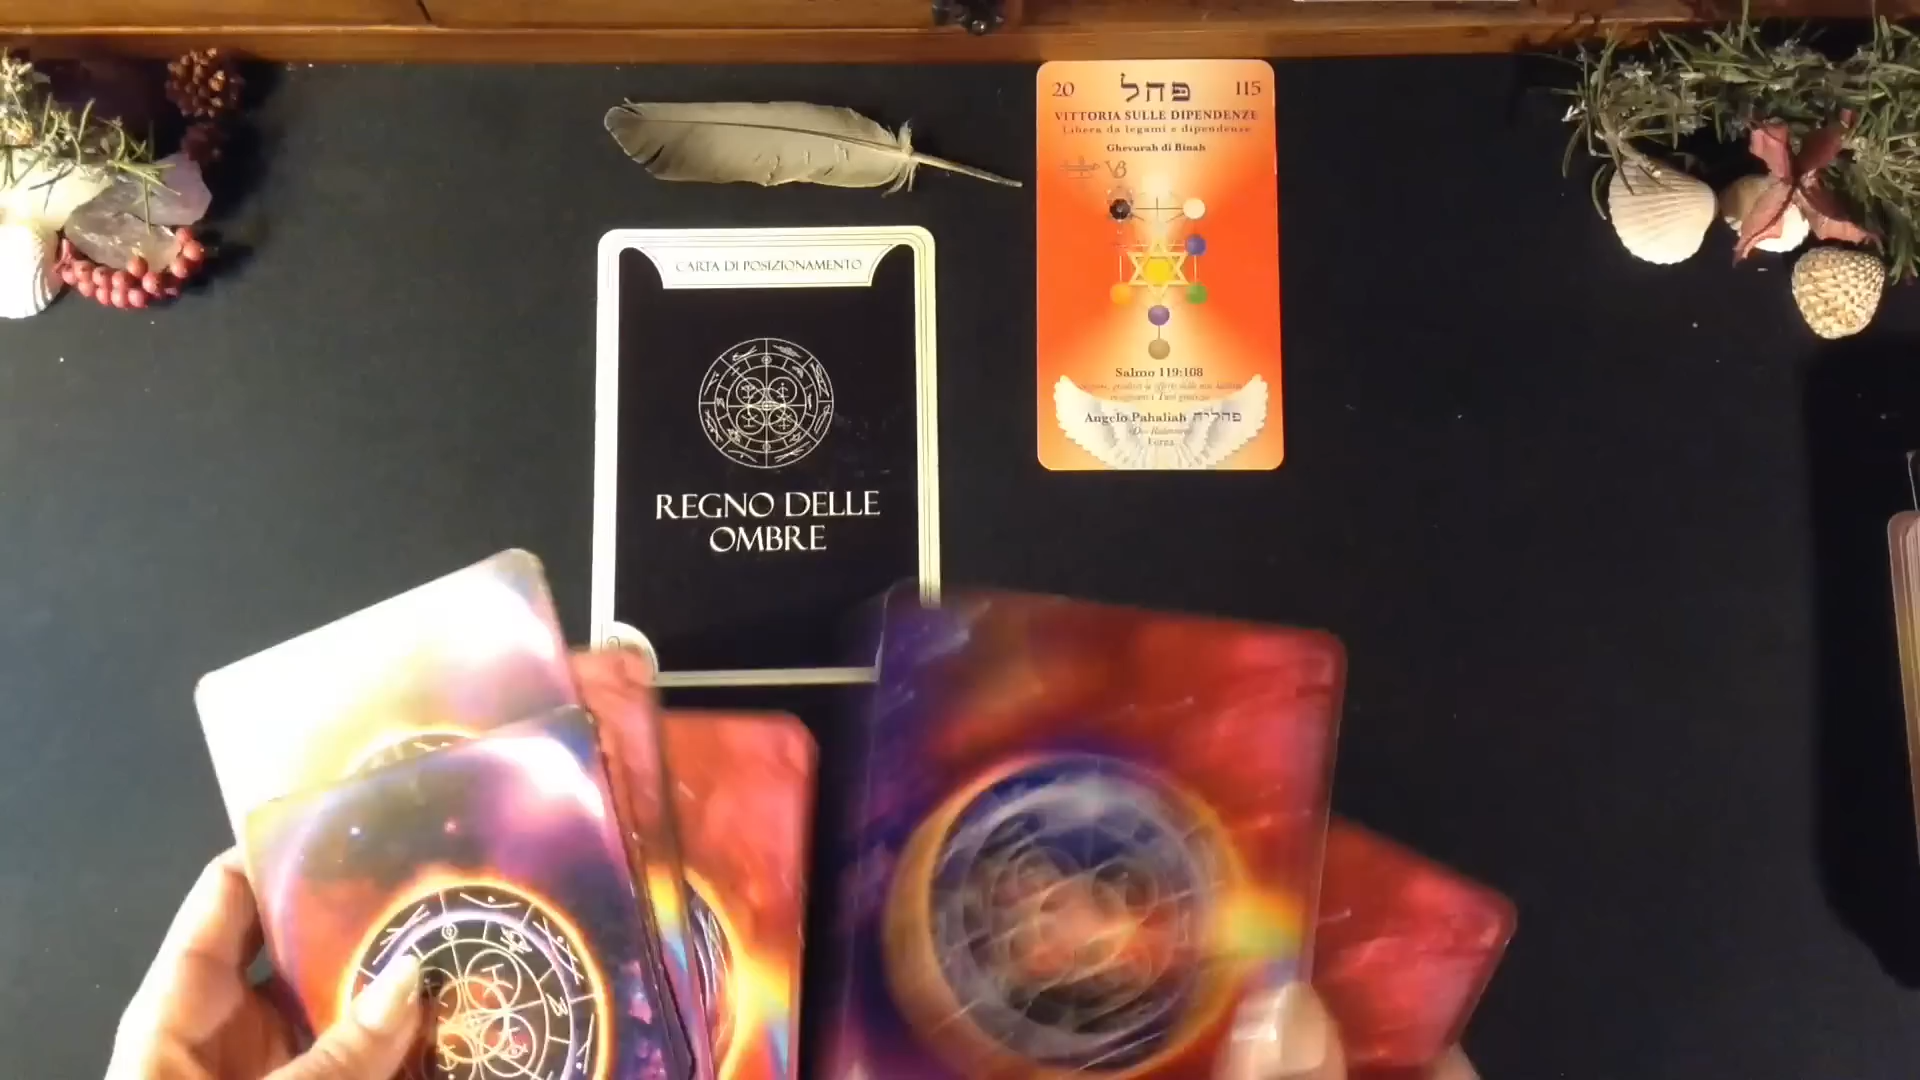 CARTA DI POSIZIONAMENTO
REGNO DELLE
OMBRE
20 פהל 115
VITTORIA SULLE DIPENDENZE
Libera da legami e dipendenze
Ghevurah di Binah
Salmo 119:108
Angelo Pahaliah פהליה